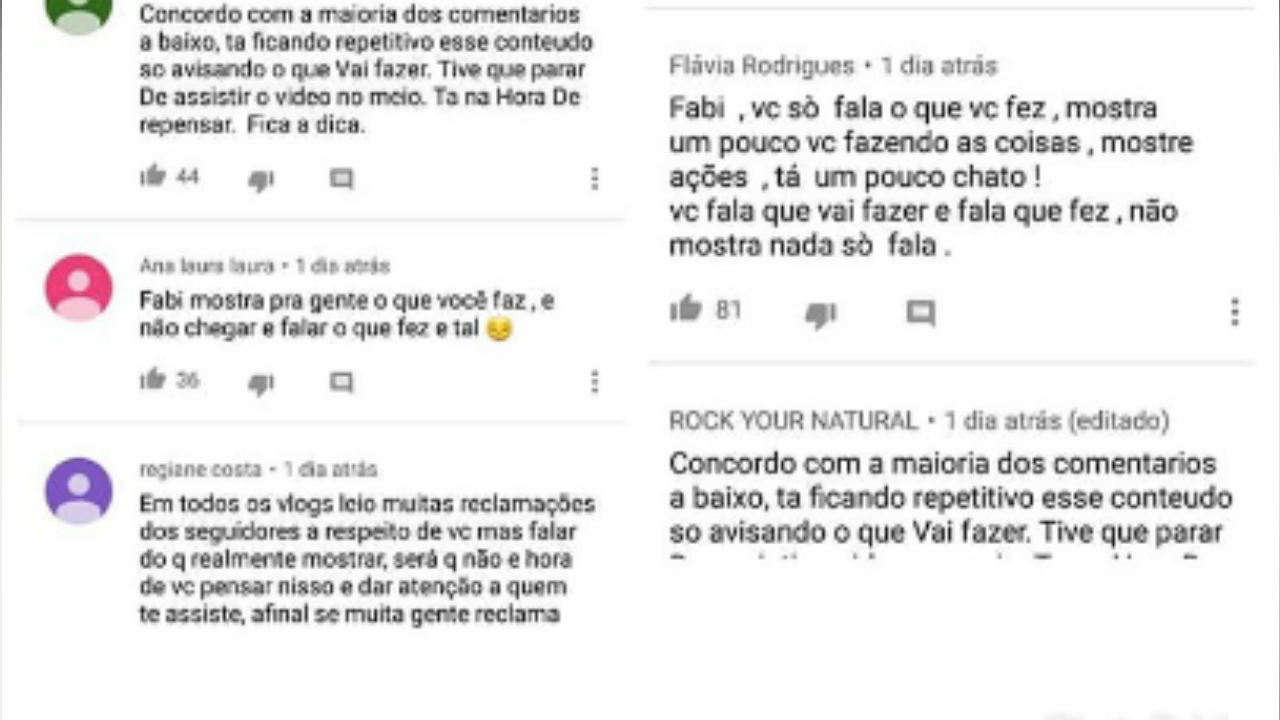 Concordo com a maioria dos comentarios
a baixo, ta ficando repetitivo esse conteudo
so avisando o que Vai fazer. Tive que parar
De assistir o video no meio. Ta na Hora De
repensar. Fica a dica.
44
Ana laura laura • 1 dia atrás
Fabi mostra pra gente o que você faz , e
não chegar e falar o que fez e tal 😣
36
regiane costa • 1 dia atrás
Em todos os vlogs leio muitas reclamações
dos seguidores a respeito de vc mas falar
do q realmente mostrar, será q não e hora
de vc pensar nisso e dar atenção a quem
te assiste, afinal se muita gente reclama
Flávia Rodrigues • 1 dia atrás
Fabi , vc sò fala o que vc fez , mostra
um pouco vc fazendo as coisas , mostre
ações , tá um pouco chato !
vc fala que vai fazer e fala que fez , não
mostra nada sò fala .
81
ROCK YOUR NATURAL • 1 dia atrás (editado)
Concordo com a maioria dos comentarios
a baixo, ta ficando repetitivo esse conteudo
so avisando o que Vai fazer. Tive que parar